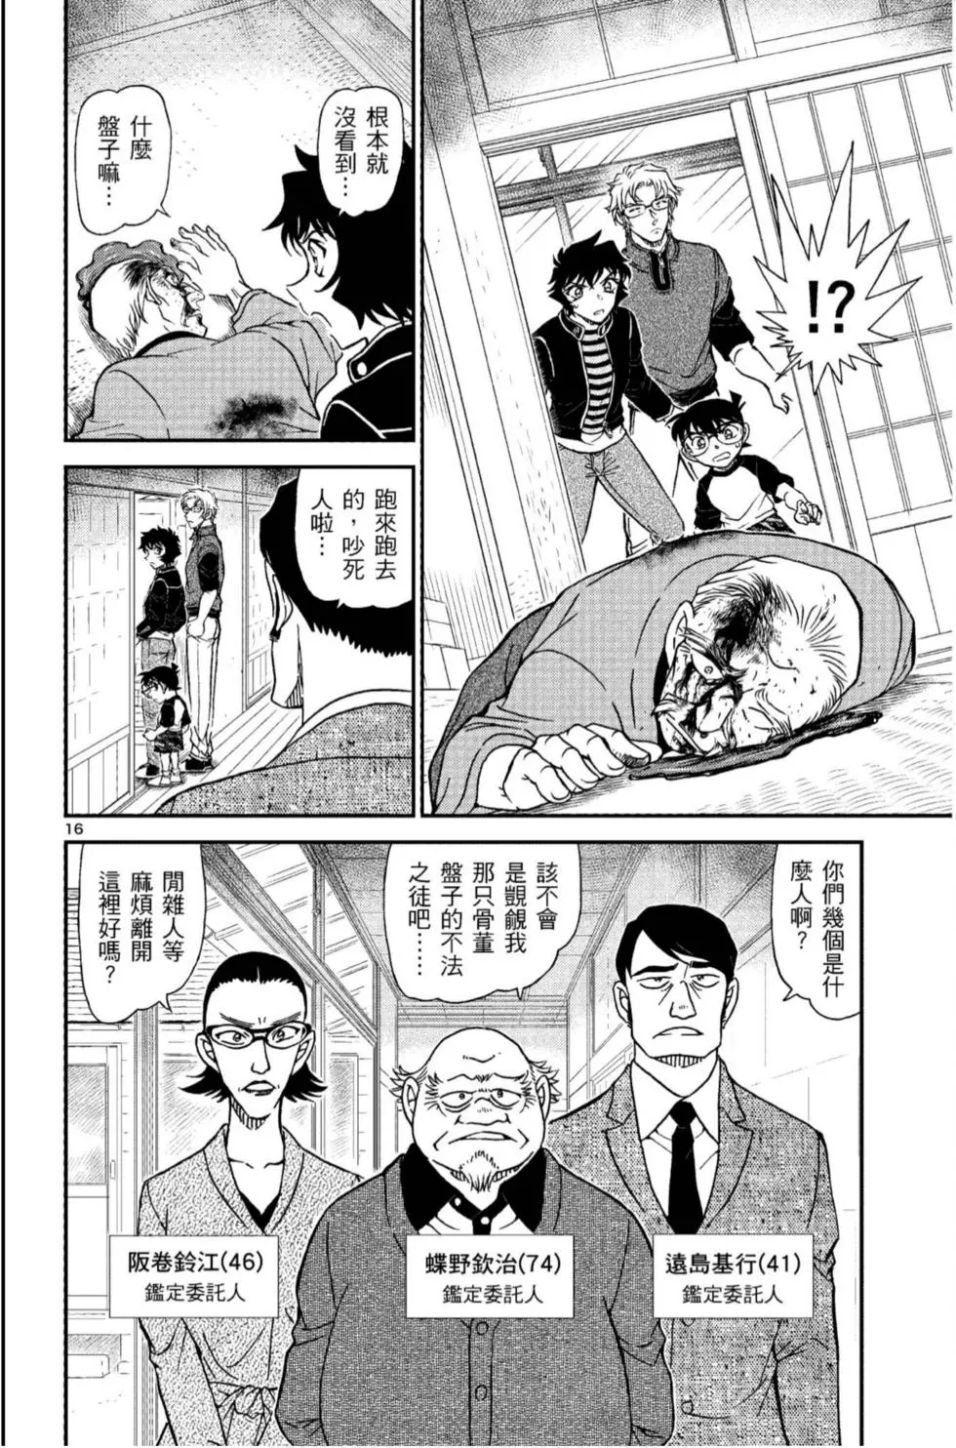 !?
根本就
沒看到…
什麼
盤子嘛…
跑來跑去
的，吵死
人啦…
16
你們幾個是什
麼人啊？
該不會
是覬覦我
那只骨董
盤子的不法
之徒吧……
閒雜人等
麻煩離開
這裡好嗎？
遠島基行(41)
鑑定委託人
蝶野欽治(74)
鑑定委託人
阪卷鈴江(46)
鑑定委託人